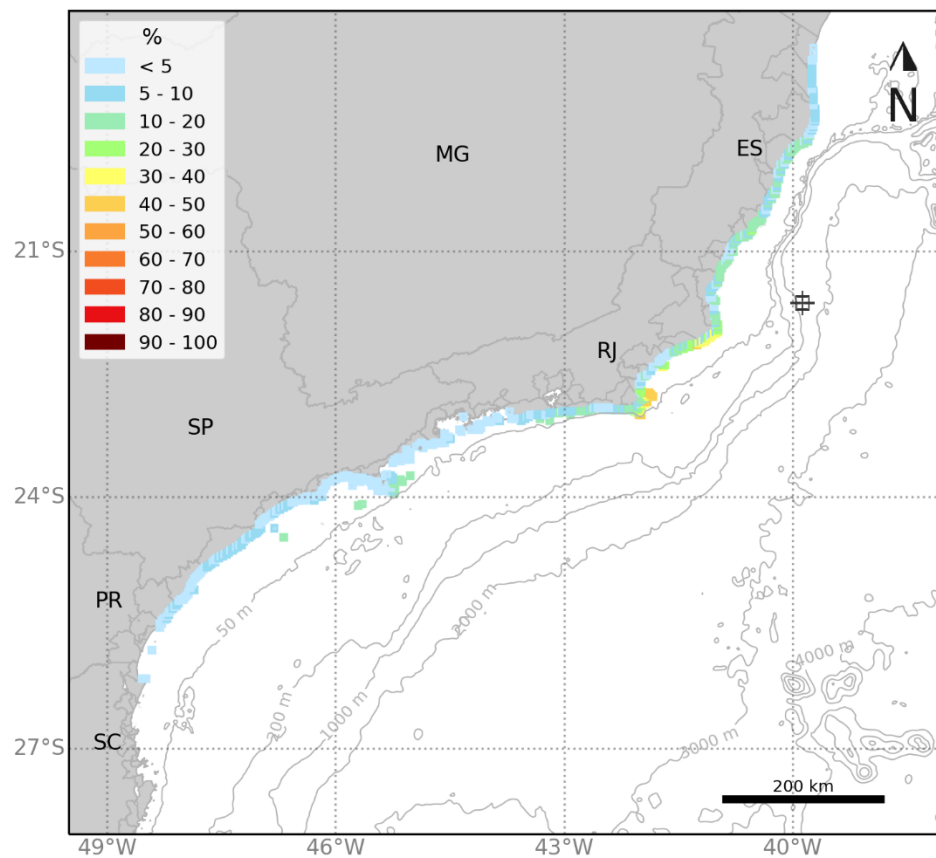 %
< 5
5 - 10
10 - 20
20 - 30
30 - 40
40 - 50
50 - 60
60 - 70
70 - 80
80 - 90
90 - 100
N
MG
ES
21°S
RJ
SP
24°S
PR
50 m
200 m
1000 m
2000 m
3000 m
4000 m
SC
27°S
200 km
49°W
46°W
43°W
40°W